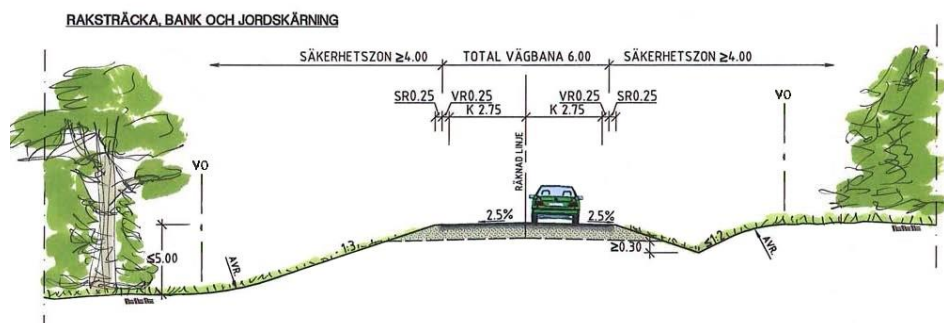 RAKSTRÄCKA, BANK OCH JORDSKÄRNING
SÄKERHETSZON ≥4.00 TOTAL VÄGBANA 6.00 SÄKERHETSZON ≥4.00
SR0.25 VR0.25 VR0.25 SR0.25
K 2.75 K 2.75
VO
VO
RÄKNAD LINJE
2.5% 2.5%
1:3
≤1:2
≥0.30
≤5.00
AVR.
AVR.